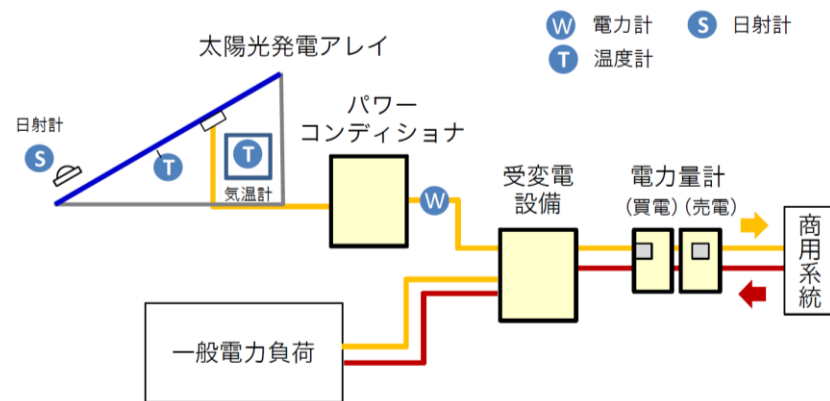 W 電力計 S 日射計
T 温度計
太陽光発電アレイ
日射計
S
T
T
気温計
パワー
コンディショナ
W
受変電
設備
電力量計
(買電)(売電)
商用系統
一般電力負荷